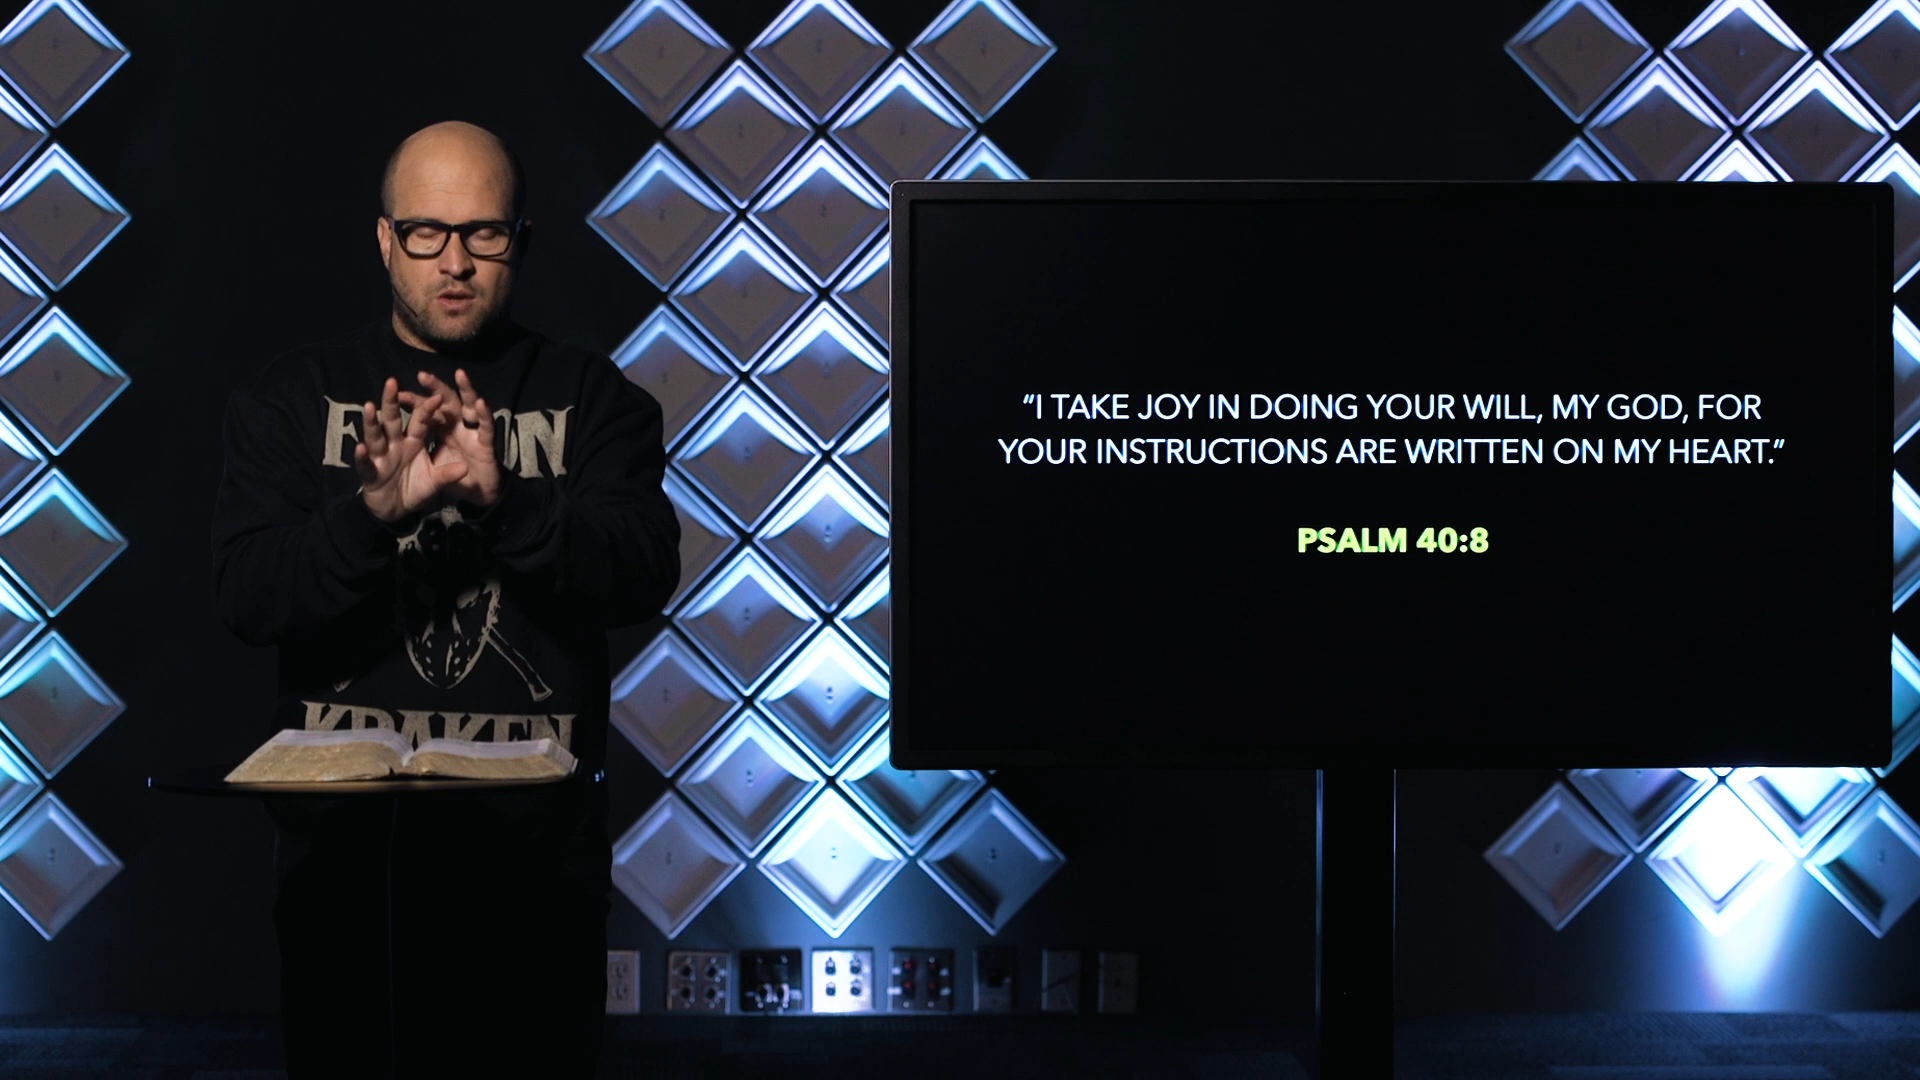 KRAKEN
“I TAKE JOY IN DOING YOUR WILL, MY GOD, FOR
YOUR INSTRUCTIONS ARE WRITTEN ON MY HEART.”
PSALM 40:8